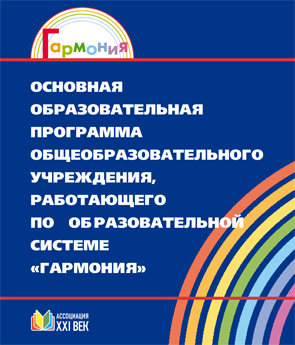 Гармония
ОСНОВНАЯ
ОБРАЗОВАТЕЛЬНАЯ
ПРОГРАММА
ОБЩЕОБРАЗОВАТЕЛЬНОГО
УЧРЕЖДЕНИЯ,
РАБОТАЮЩЕГО
ПО ОБРАЗОВАТЕЛЬНОЙ
СИСТЕМЕ
«ГАРМОНИЯ»
АССОЦИАЦИЯ
XXI ВЕК